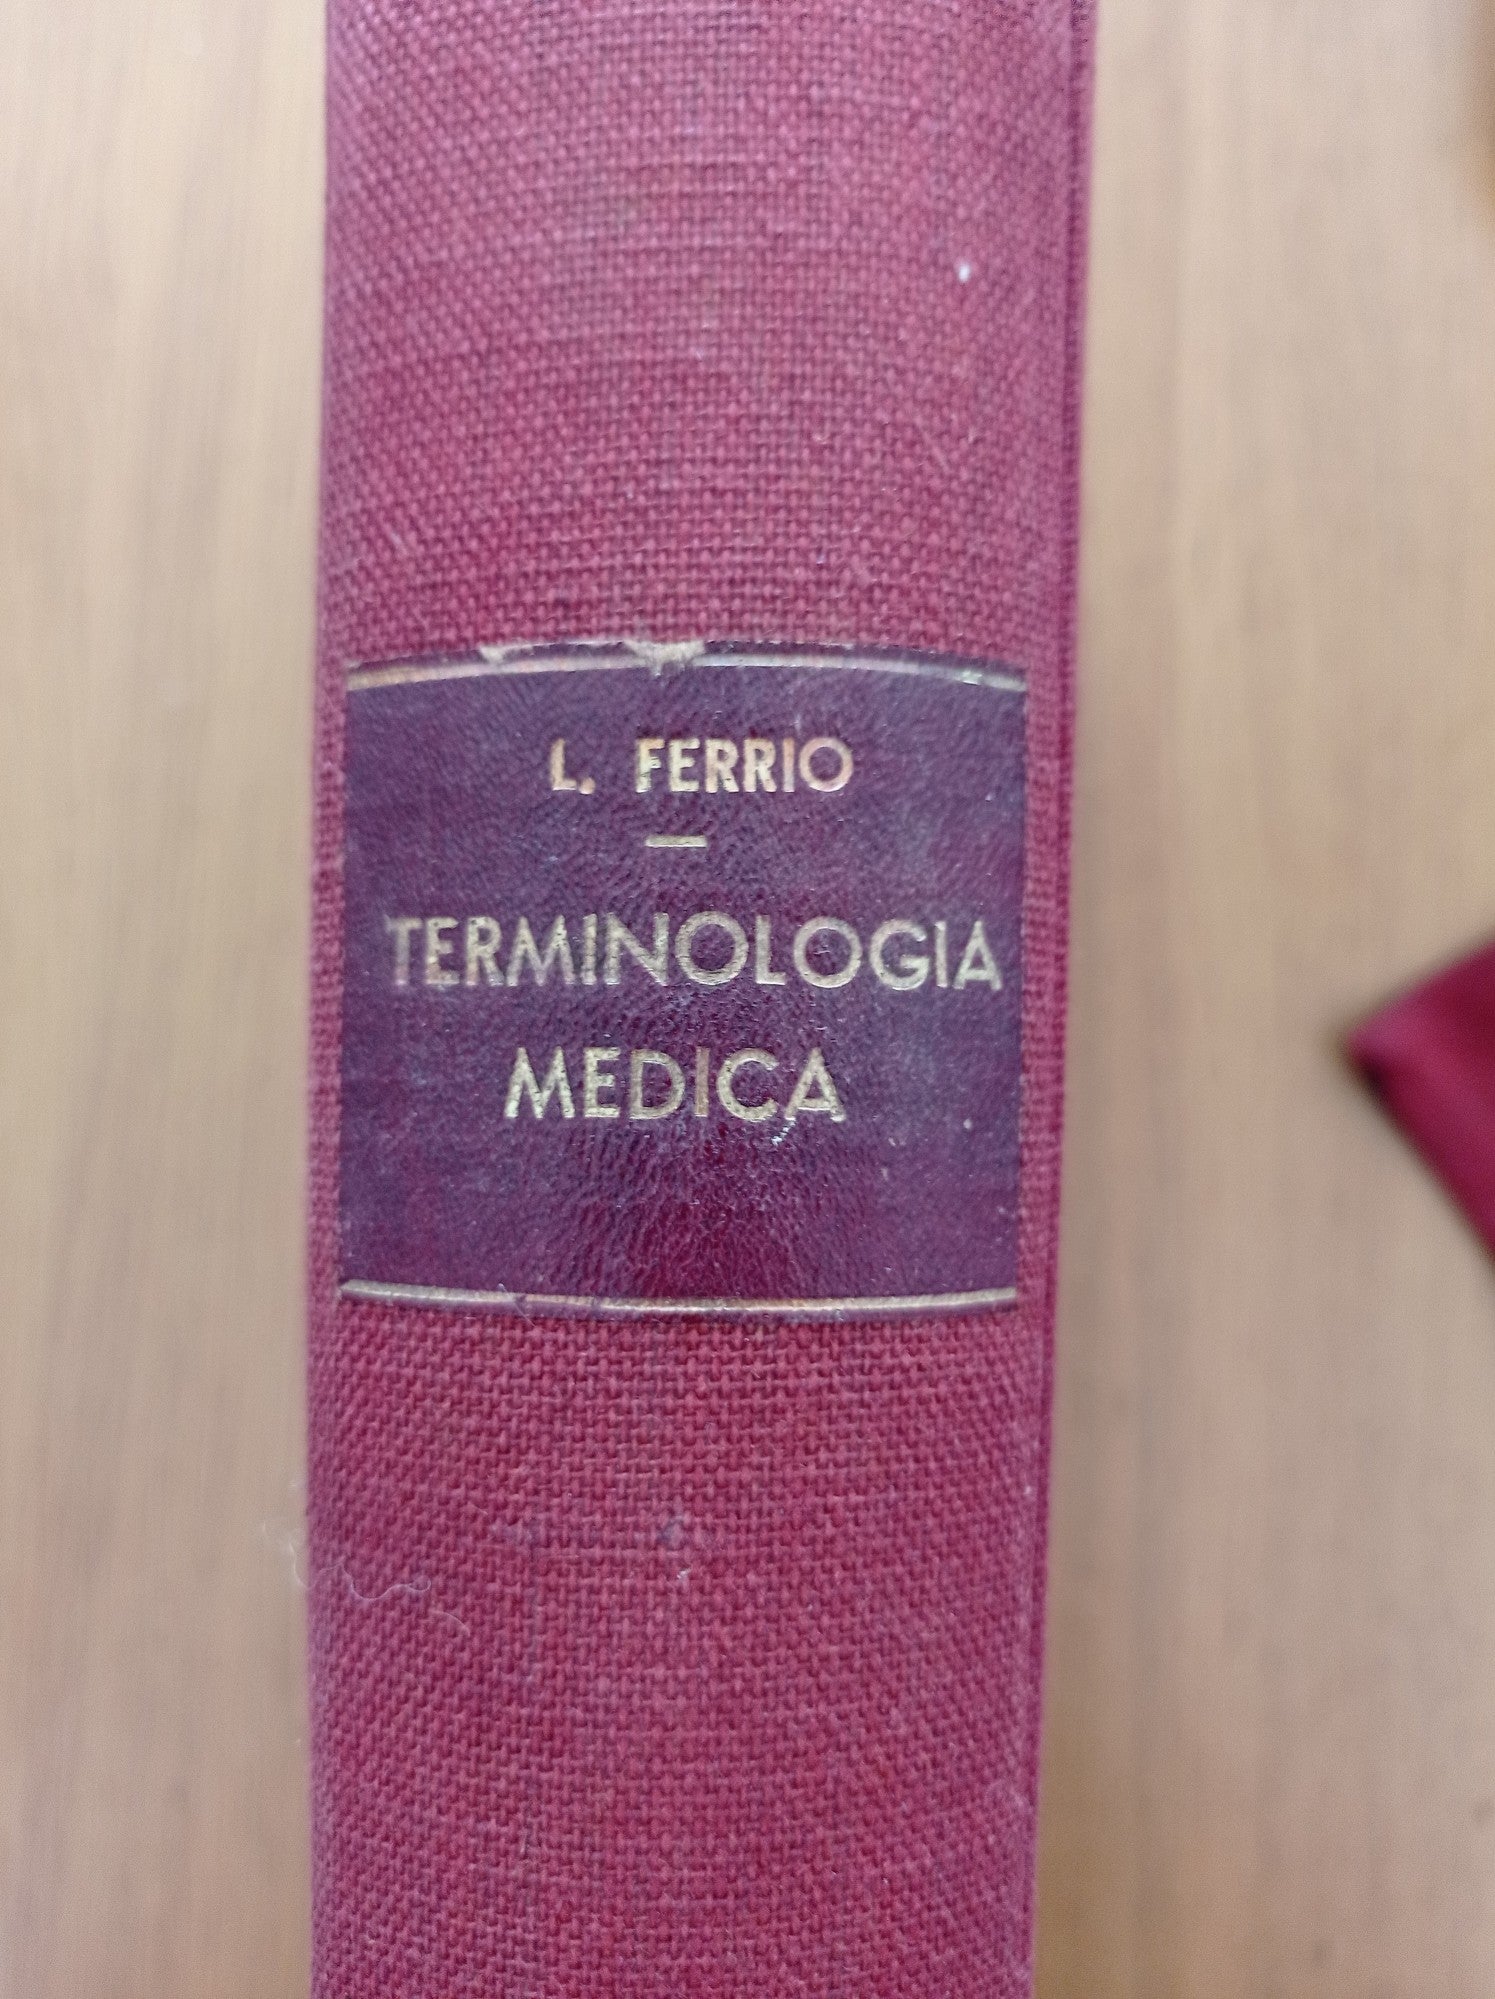 L. FERRIO
—
TERMINOLOGIA
MEDICA